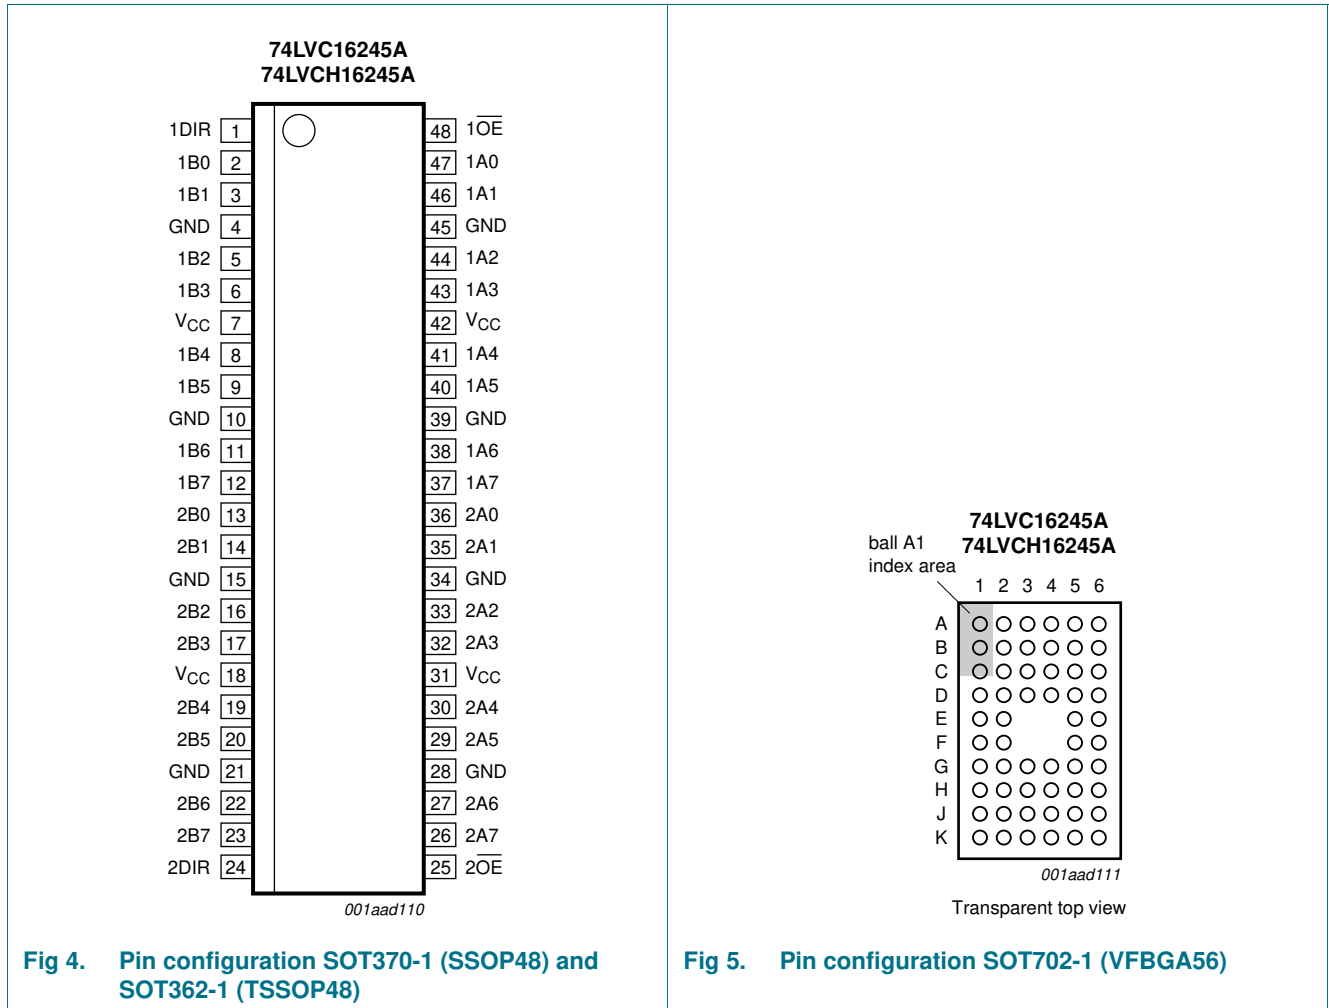 74LVC16245A
74LVCH16245A
1DIR 1 48 1O̅E̅
1B0 2 47 1A0
1B1 3 46 1A1
GND 4 45 GND
1B2 5 44 1A2
1B3 6 43 1A3
VCC 7 42 VCC
1B4 8 41 1A4
1B5 9 40 1A5
GND 10 39 GND
1B6 11 38 1A6
1B7 12 37 1A7
2B0 13 36 2A0
2B1 14 35 2A1
GND 15 34 GND
2B2 16 33 2A2
2B3 17 32 2A3
VCC 18 31 VCC
2B4 19 30 2A4
2B5 20 29 2A5
GND 21 28 GND
2B6 22 27 2A6
2B7 23 26 2A7
2DIR 24 25 2O̅E̅
001aad110
Fig 4. Pin configuration SOT370-1 (SSOP48) and
SOT362-1 (TSSOP48)
74LVC16245A
74LVCH16245A
ball A1
index area
1 2 3 4 5 6
A
B
C
D
E
F
G
H
J
K
001aad111
Transparent top view
Fig 5. Pin configuration SOT702-1 (VFBGA56)